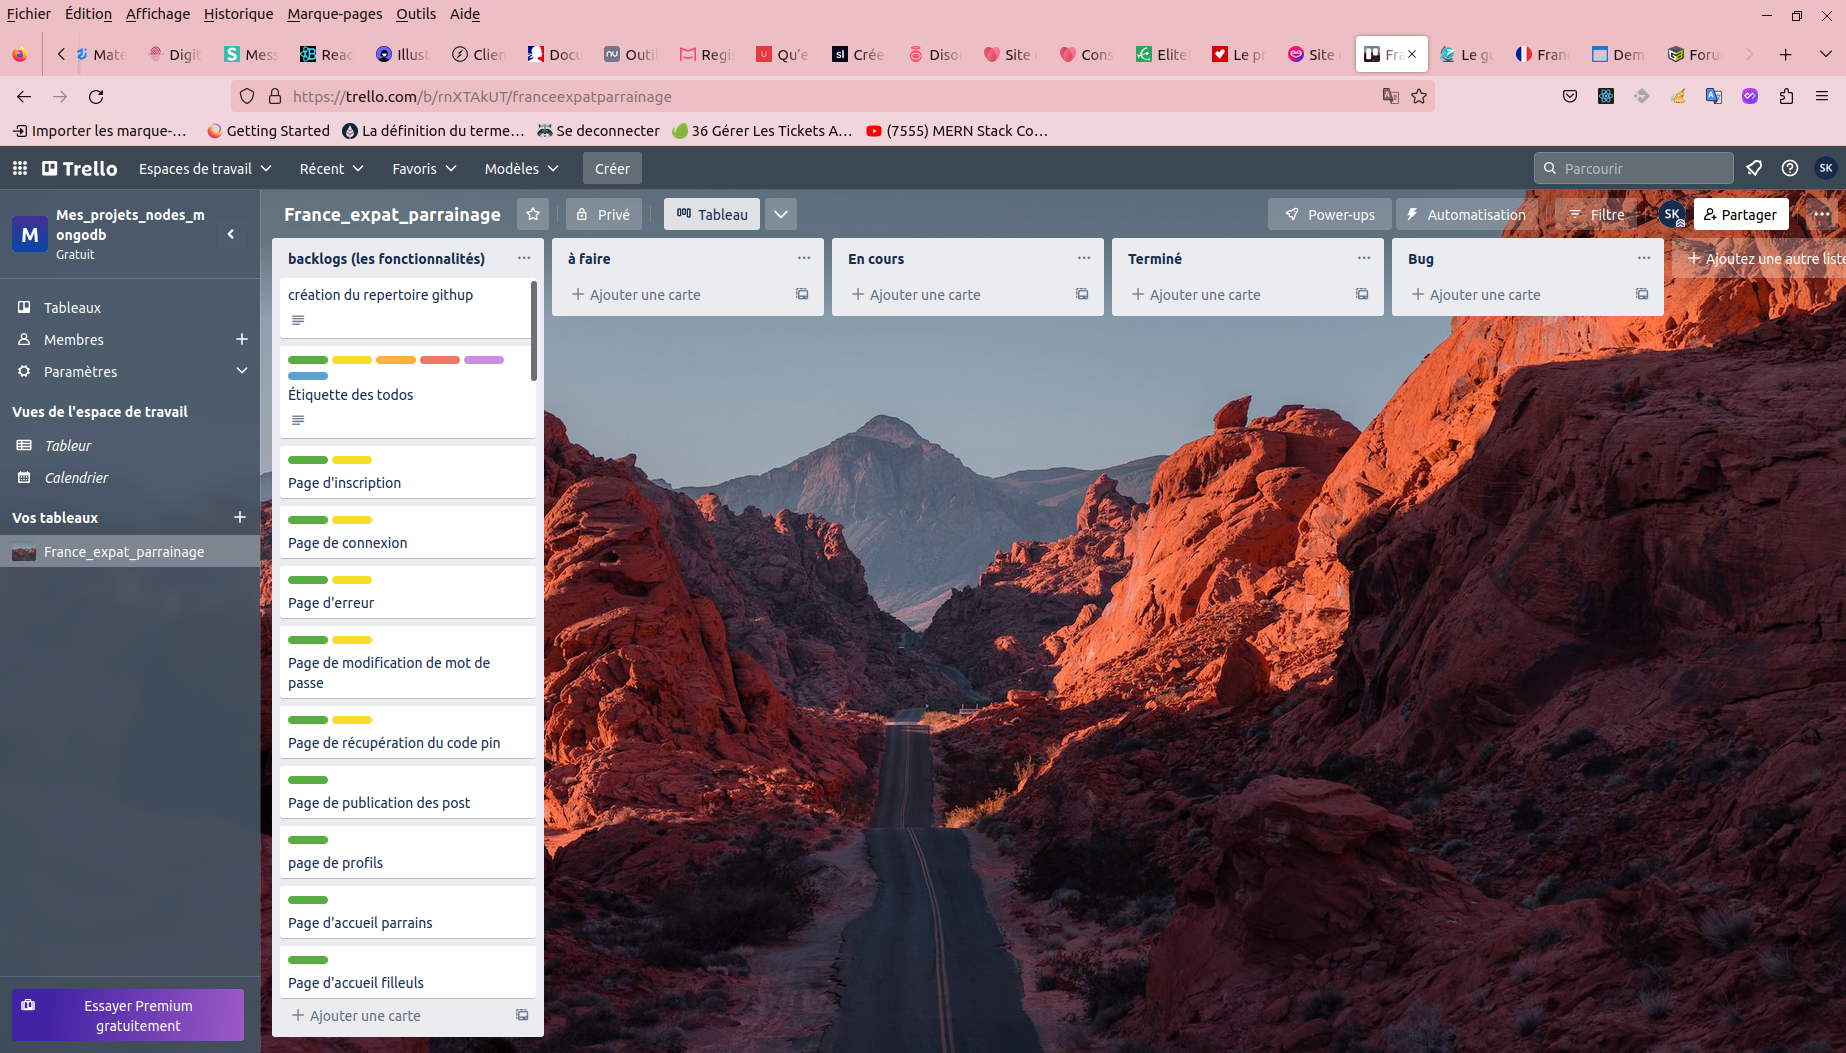 Fichier Édition Affichage Historique Marque-pages Outils Aide
Mate Digit Mess Reac Illust Clien Docu Outil Regi Qu'e Crée Disor Site Cons Elite Le pr Site Fra Le gu Fran Dem Foru
https://trello.com/b/rnXTAkUT/franceexpatparrainage
Importer les marque-… Getting Started La définition du terme… Se deconnecter 36 Gérer Les Tickets A… (7555) MERN Stack Co…
Trello Espaces de travail Récent Favoris Modèles Créer Parcourir SK
M
Mes_projets_nodes_m
ongodb
Gratuit
Tableaux
Membres
Paramètres
Vues de l'espace de travail
Tableur
Calendrier
Vos tableaux
France_expat_parrainage
Essayer Premium
gratuitement
France_expat_parrainage Privé Tableau Power-ups Automatisation Filtre SK Partager
backlogs (les fonctionnalités)
création du repertoire githup
Étiquette des todos
Page d'inscription
Page de connexion
Page d'erreur
Page de modification de mot de
passe
Page de récupération du code pin
Page de publication des post
page de profils
Page d'accueil parrains
Page d'accueil filleuls
Ajouter une carte
à faire
Ajouter une carte
En cours
Ajouter une carte
Terminé
Ajouter une carte
Bug
Ajouter une carte
Ajoutez une autre liste